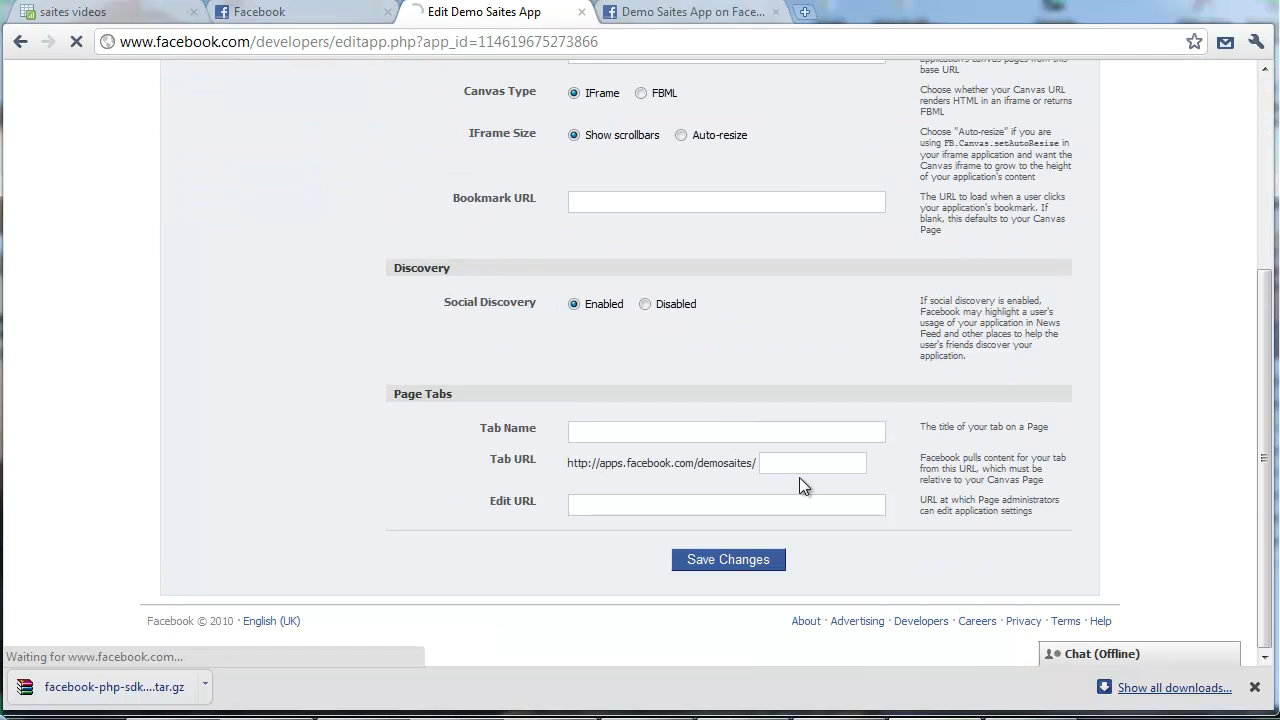 saites videos
Facebook
Edit Demo Saites App
Demo Saites App on Face...
www.facebook.com/developers/editapp.php?app_id=114619675273866
application's canvas pages from this
base URL
Canvas Type
IFrame
FBML
Choose whether your Canvas URL
renders HTML in an iframe or returns
FBML
IFrame Size
Show scrollbars
Auto-resize
Choose "Auto-resize" if you are
using FB.Canvas.setAutoResize in
your iframe application and want the
Canvas iframe to grow to the height
of your application's content
Bookmark URL
The URL to load when a user clicks
your application's bookmark. If
blank, this defaults to your Canvas
Page
Discovery
Social Discovery
Enabled
Disabled
If social discovery is enabled,
Facebook may highlight a user's
usage of your application in News
Feed and other places to help the
user's friends discover your
application.
Page Tabs
Tab Name
The title of your tab on a Page
Tab URL
http://apps.facebook.com/demosaites/
Facebook pulls content for your tab
from this URL, which must be
relative to your Canvas Page
Edit URL
URL at which Page administrators
can edit application settings
Save Changes
Facebook © 2010 · English (UK)
About · Advertising · Developers · Careers · Privacy · Terms · Help
Waiting for www.facebook.com...
Chat (Offline)
facebook-php-sdk....tar.gz
Show all downloads...